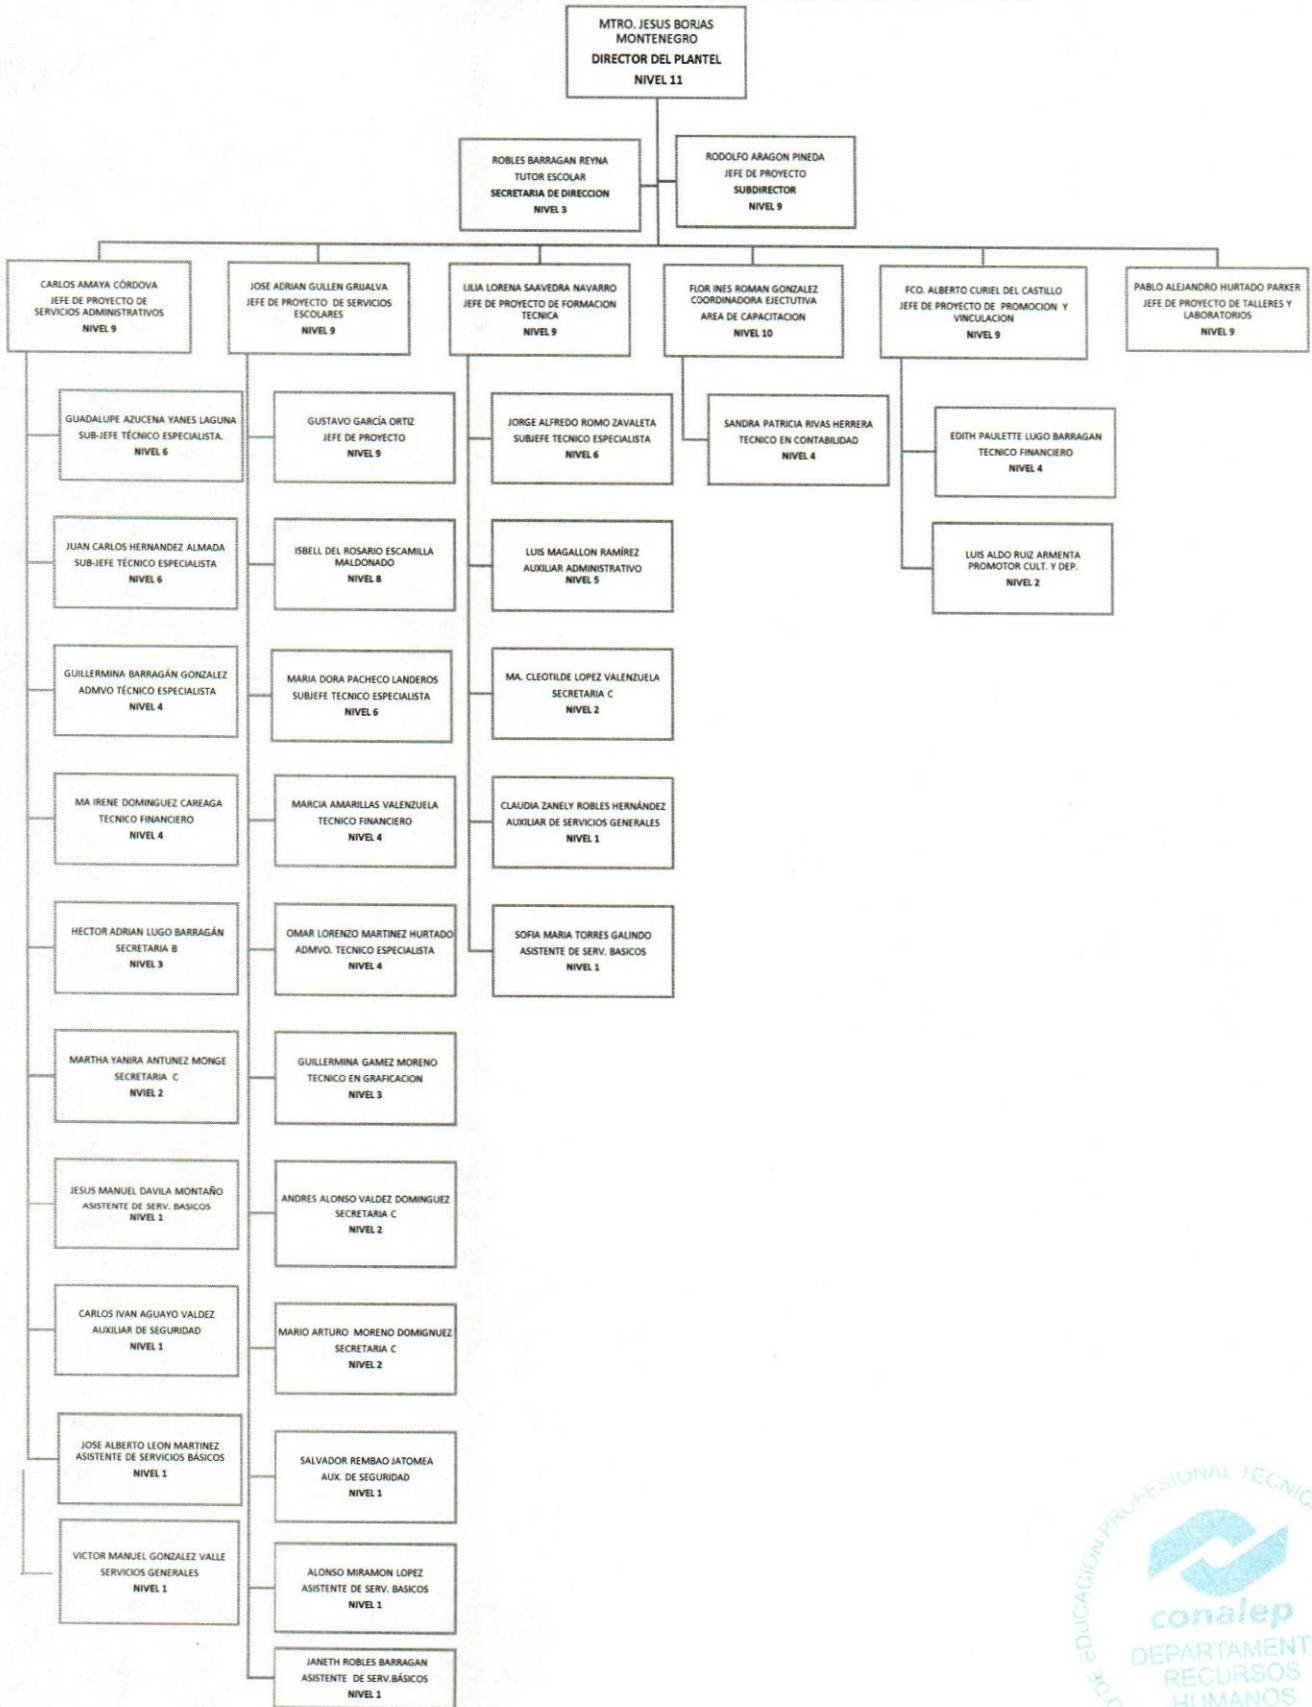 MTRO. JESUS BORJAS
MONTENEGRO
DIRECTOR DEL PLANTEL
NIVEL 11
ROBLES BARRAGAN REYNA
TUTOR ESCOLAR
SECRETARIA DE DIRECCION
NIVEL 3
RODOLFO ARAGON PINEDA
JEFE DE PROYECTO
SUBDIRECTOR
NIVEL 9
CARLOS AMAYA CÓRDOVA
JEFE DE PROYECTO DE
SERVICIOS ADMINISTRATIVOS
NIVEL 9
JOSE ADRIAN GULLEN GRIJALVA
JEFE DE PROYECTO DE SERVICIOS
ESCOLARES
NIVEL 9
LILIA LORENA SAAVEDRA NAVARRO
JEFE DE PROYECTO DE FORMACION
TECNICA
NIVEL 9
FLOR INES ROMAN GONZALEZ
COORDINADORA EJECTUTIVA
AREA DE CAPACITACION
NIVEL 10
FCO. ALBERTO CURIEL DEL CASTILLO
JEFE DE PROYECTO DE PROMOCION Y
VINCULACION
NIVEL 9
PABLO ALEJANDRO HURTADO PARKER
JEFE DE PROYECTO DE TALLERES Y
LABORATORIOS
NIVEL 9
GUADALUPE AZUCENA YANES LAGUNA
SUB-JEFE TÉCNICO ESPECIALISTA.
NIVEL 6
JUAN CARLOS HERNANDEZ ALMADA
SUB-JEFE TÉCNICO ESPECIALISTA
NIVEL 6
GUILLERMINA BARRAGÁN GONZALEZ
ADMVO TÉCNICO ESPECIALISTA
NIVEL 4
MA IRENE DOMINGUEZ CAREAGA
TECNICO FINANCIERO
NIVEL 4
HECTOR ADRIAN LUGO BARRAGÁN
SECRETARIA B
NIVEL 3
MARTHA YANIRA ANTUNEZ MONGE
SECRETARIA C
NVIEL 2
JESUS MANUEL DAVILA MONTAÑO
ASISTENTE DE SERV. BASICOS
NIVEL 1
CARLOS IVAN AGUAYO VALDEZ
AUXILIAR DE SEGURIDAD
NIVEL 1
JOSE ALBERTO LEON MARTINEZ
ASISTENTE DE SERVICIOS BÁSICOS
NIVEL 1
VICTOR MANUEL GONZALEZ VALLE
SERVICIOS GENERALES
NIVEL 1
GUSTAVO GARCÍA ORTIZ
JEFE DE PROYECTO
NIVEL 9
ISBELL DEL ROSARIO ESCAMILLA
MALDONADO
NIVEL 8
MARIA DORA PACHECO LANDEROS
SUBJEFE TECNICO ESPECIALISTA
NIVEL 6
MARCIA AMARILLAS VALENZUELA
TECNICO FINANCIERO
NIVEL 4
OMAR LORENZO MARTINEZ HURTADO
ADMVO. TECNICO ESPECIALISTA
NIVEL 4
GUILLERMINA GAMEZ MORENO
TECNICO EN GRAFICACION
NIVEL 3
ANDRES ALONSO VALDEZ DOMINGUEZ
SECRETARIA C
NIVEL 2
MARIO ARTURO MORENO DOMIGNUEZ
SECRETARIA C
NIVEL 2
SALVADOR REMBAO JATOMEA
AUX. DE SEGURIDAD
NIVEL 1
ALONSO MIRAMON LOPEZ
ASISTENTE DE SERV. BASICOS
NIVEL 1
JANETH ROBLES BARRAGAN
ASISTENTE DE SERV.BÁSICOS
NIVEL 1
JORGE ALFREDO ROMO ZAVALETA
SUBJEFE TECNICO ESPECIALISTA
NIVEL 6
LUIS MAGALLON RAMÍREZ
AUXILIAR ADMINISTRATIVO
NIVEL 5
MA. CLEOTILDE LOPEZ VALENZUELA
SECRETARIA C
NIVEL 2
CLAUDIA ZANELY ROBLES HERNÁNDEZ
AUXILIAR DE SERVICIOS GENERALES
NIVEL 1
SOFIA MARIA TORRES GALINDO
ASISTENTE DE SERV. BASICOS
NIVEL 1
SANDRA PATRICIA RIVAS HERRERA
TECNICO EN CONTABILIDAD
NIVEL 4
EDITH PAULETTE LUGO BARRAGAN
TECNICO FINANCIERO
NIVEL 4
LUIS ALDO RUIZ ARMENTA
PROMOTOR CULT. Y DEP.
NIVEL 2
DE EDUCACION PROFESIONAL TÉCNIC
conalep
DEPARTAMENT
RECURSOS
HUMANOS